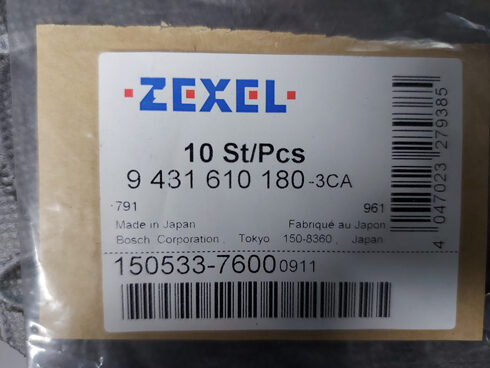 ZEXEL
10 St/Pcs
9 431 610 180-3CA
791 961
Made in Japan Fabriqué au Japon
Bosch Corporation, Tokyo 150-8360, Japan
150533-7600 0911
4 047023 279385